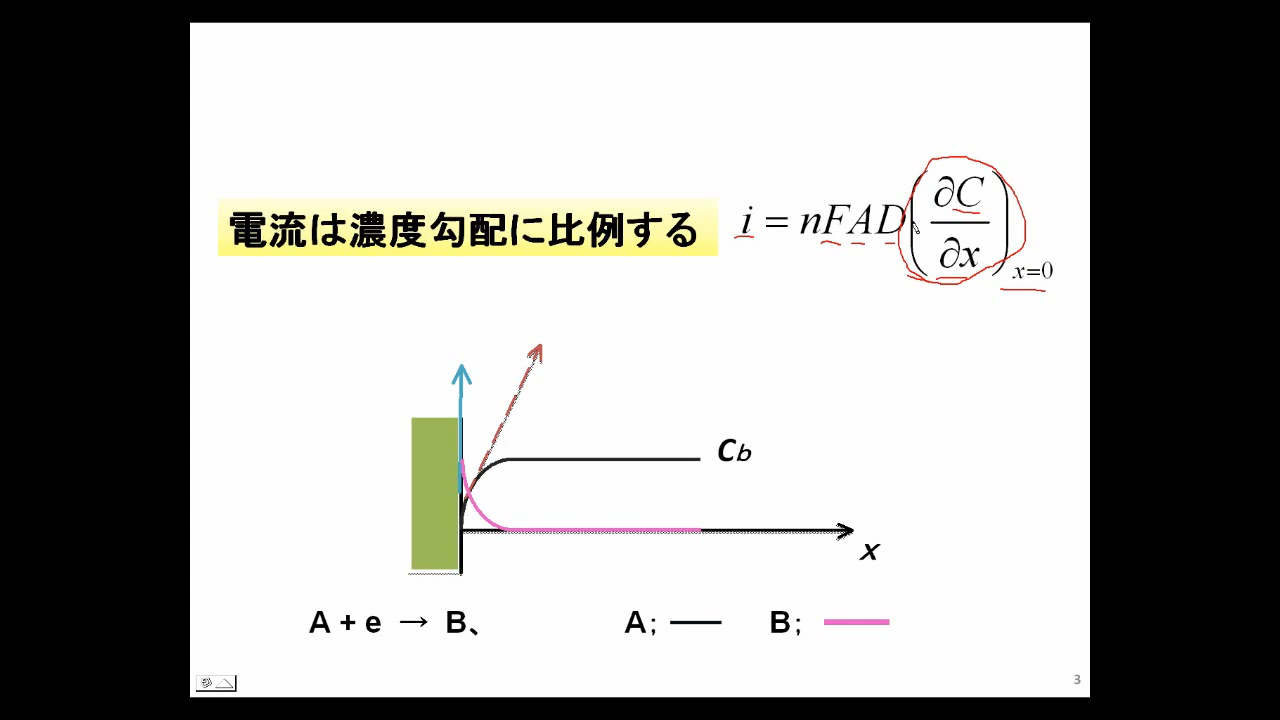 電流は濃度勾配に比例する
i = nFAD(∂C/∂x)x=0
Cb
x
A + e → B、 A; B;
3